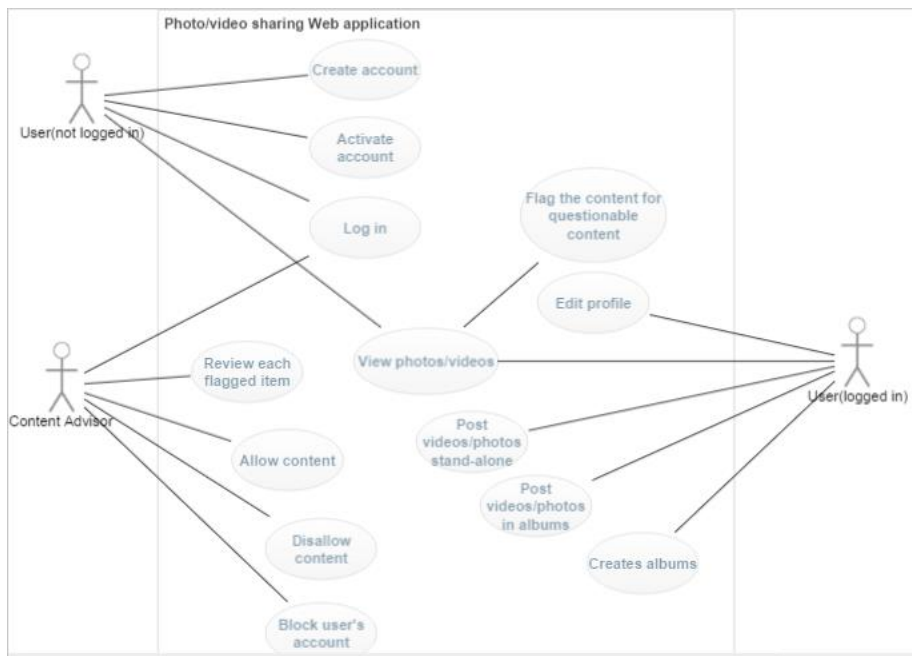 Photo/video sharing Web application
Create account
User(not logged in)
Activate
account
Flag the content for
questionable
content
Log in
Edit profile
Review each
flagged item
View photos/videos
User(logged in)
Content Advisor
Post
videos/photos
stand-alone
Allow content
Post
videos/photos
in albums
Disallow
content
Creates albums
Block user's
account